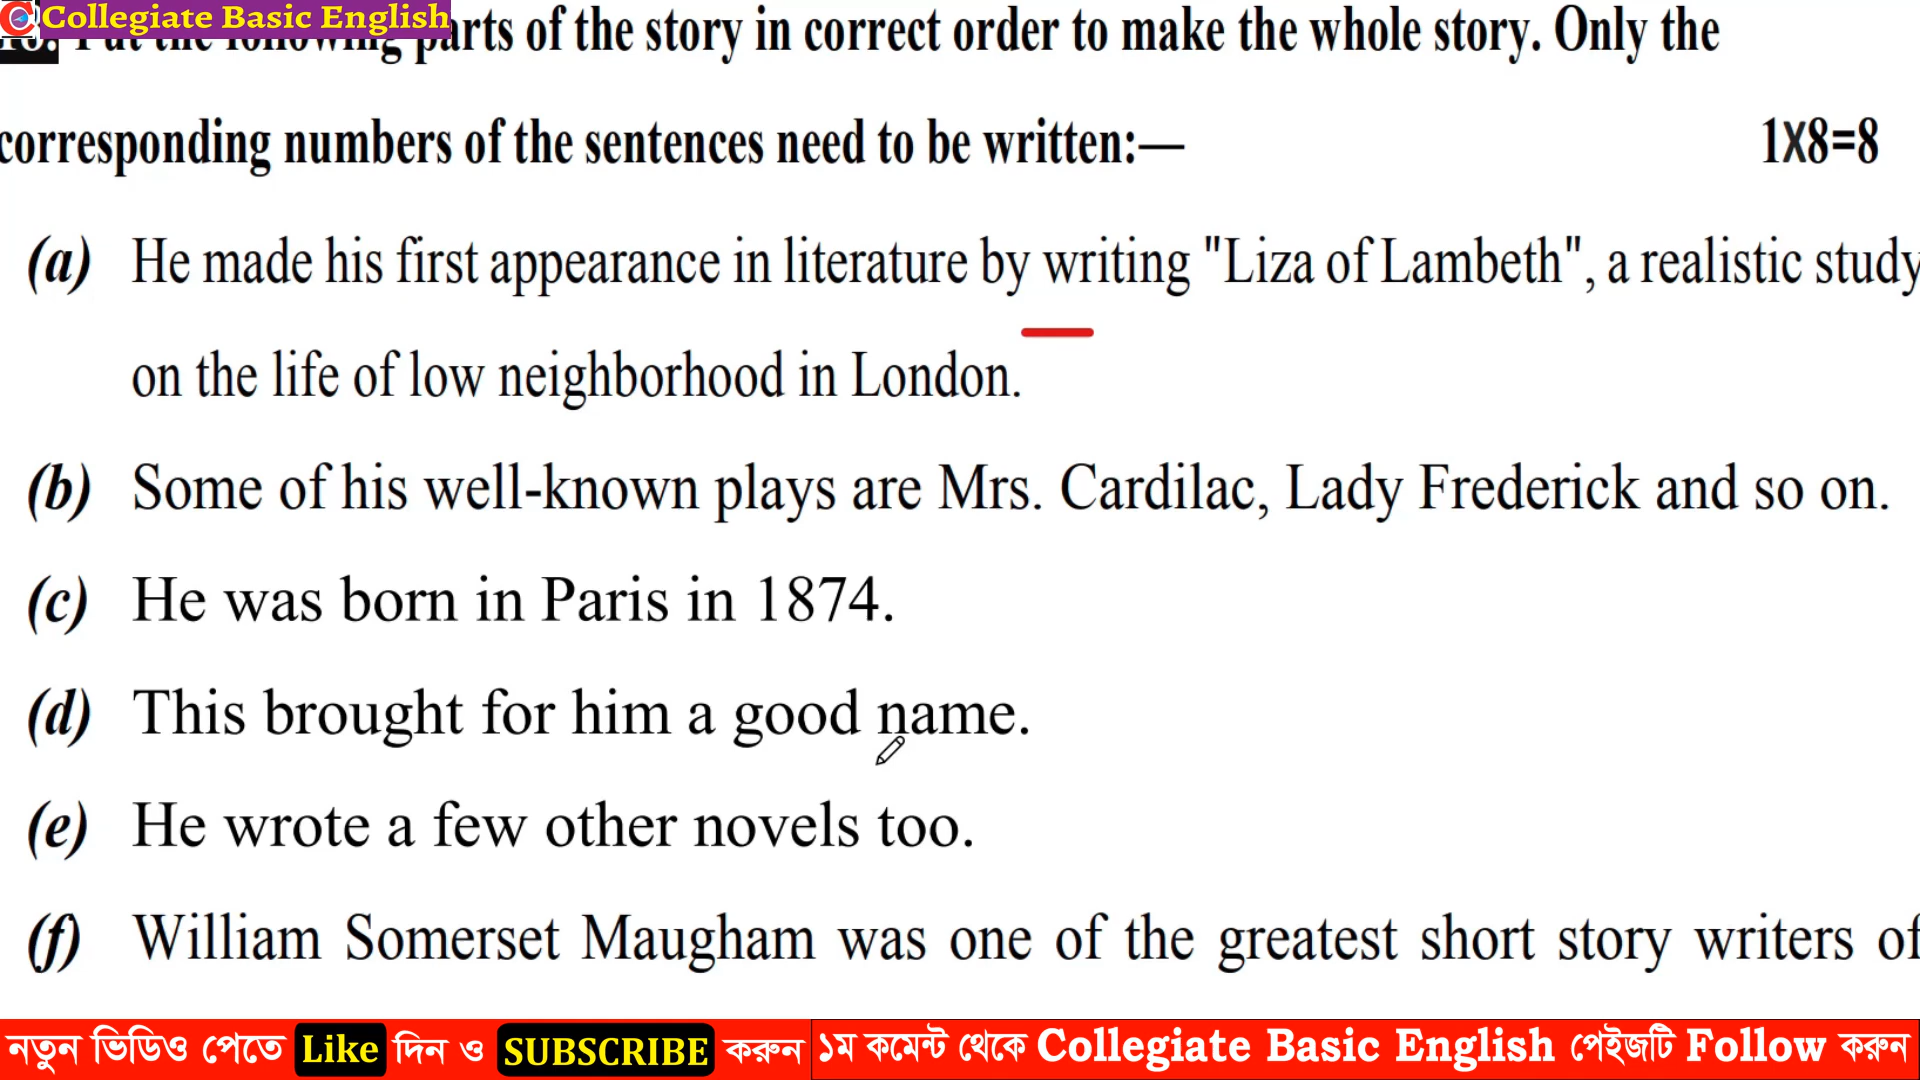 Collegiate Basic English
parts of the story in correct order to make the whole story. Only the
corresponding numbers of the sentences need to be written:— 1X8=8
(a) He made his first appearance in literature by writing "Liza of Lambeth", a realistic study
on the life of low neighborhood in London.
(b) Some of his well-known plays are Mrs. Cardilac, Lady Frederick and so on.
(c) He was born in Paris in 1874.
(d) This brought for him a good name.
(e) He wrote a few other novels too.
(f) William Somerset Maugham was one of the greatest short story writers of
নতুন ভিডিও পেতে Like দিন ও SUBSCRIBE করুন ১ম কমেন্ট থেকে Collegiate Basic English পেইজটি Follow করুন